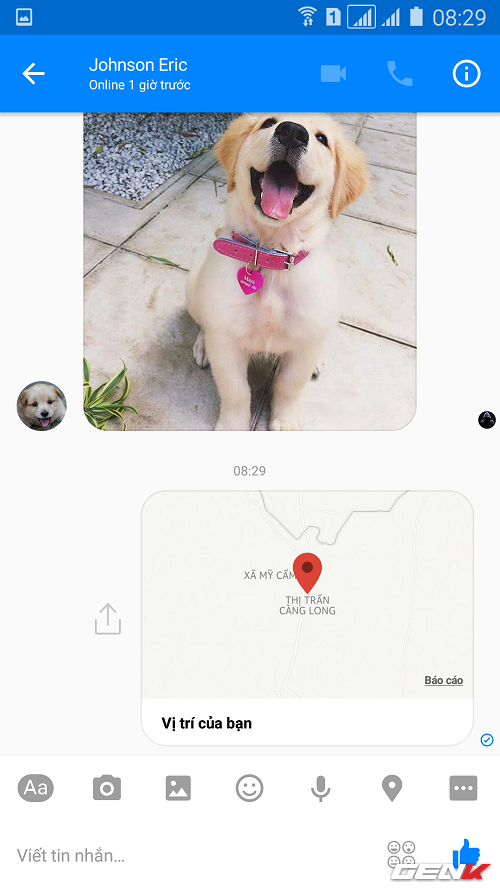 1
08:29
Johnson Eric
Online 1 giờ trước
08:29
XÃ MỸ CẨM
THỊ TRẤN
CÀNG LONG
Báo cáo
Vị trí của bạn
Aa
Viết tin nhắn...
GENK